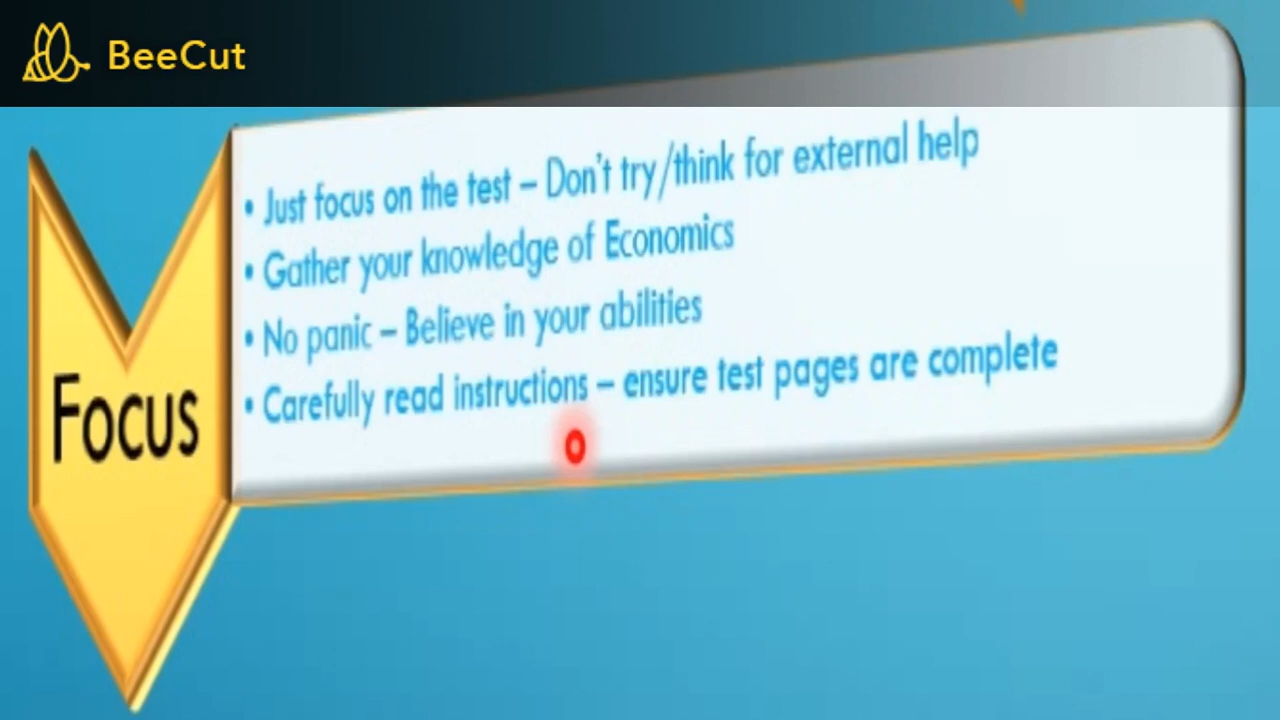 BeeCut
• Just focus on the test – Don't try/think for external help
• Gather your knowledge of Economics
• No panic – Believe in your abilities
• Carefully read instructions – ensure test pages are complete
Focus